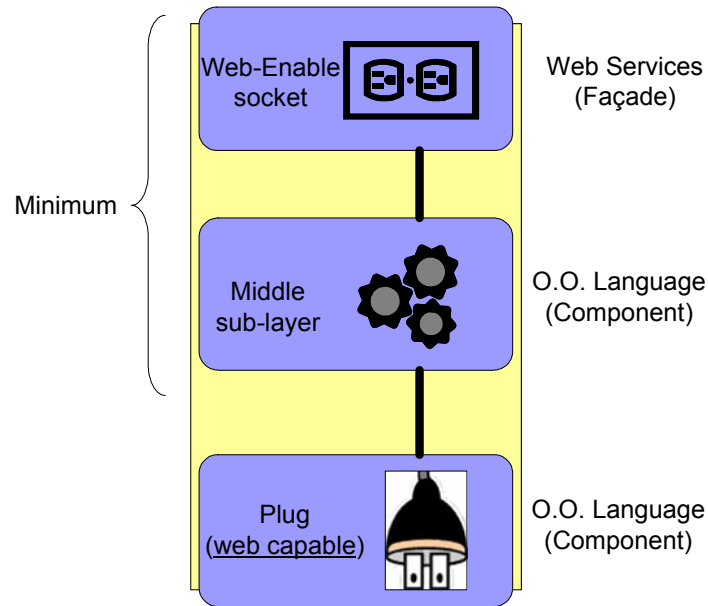 Web-Enable
socket
Web Services
(Façade)
Minimum
Middle
sub-layer
O.O. Language
(Component)
Plug
(web capable)
O.O. Language
(Component)